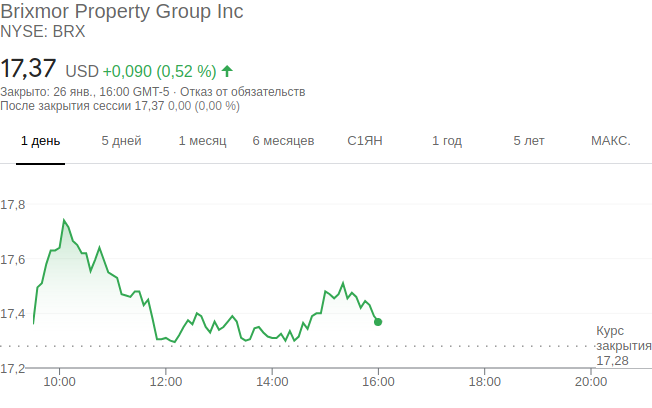 Brixmor Property Group Inc
NYSE: BRX
17,37 USD +0,090 (0,52 %)
Закрыто: 26 янв., 16:00 GMT-5 · Отказ от обязательств
После закрытия сессии 17,37 0,00 (0,00 %)
1 день 5 дней 1 месяц 6 месяцев С1ЯН 1 год 5 лет МАКС.
17,8
17,6
17,4
Курс
закрытия
17,28
17,2
10:00 12:00 14:00 16:00 18:00 20:00